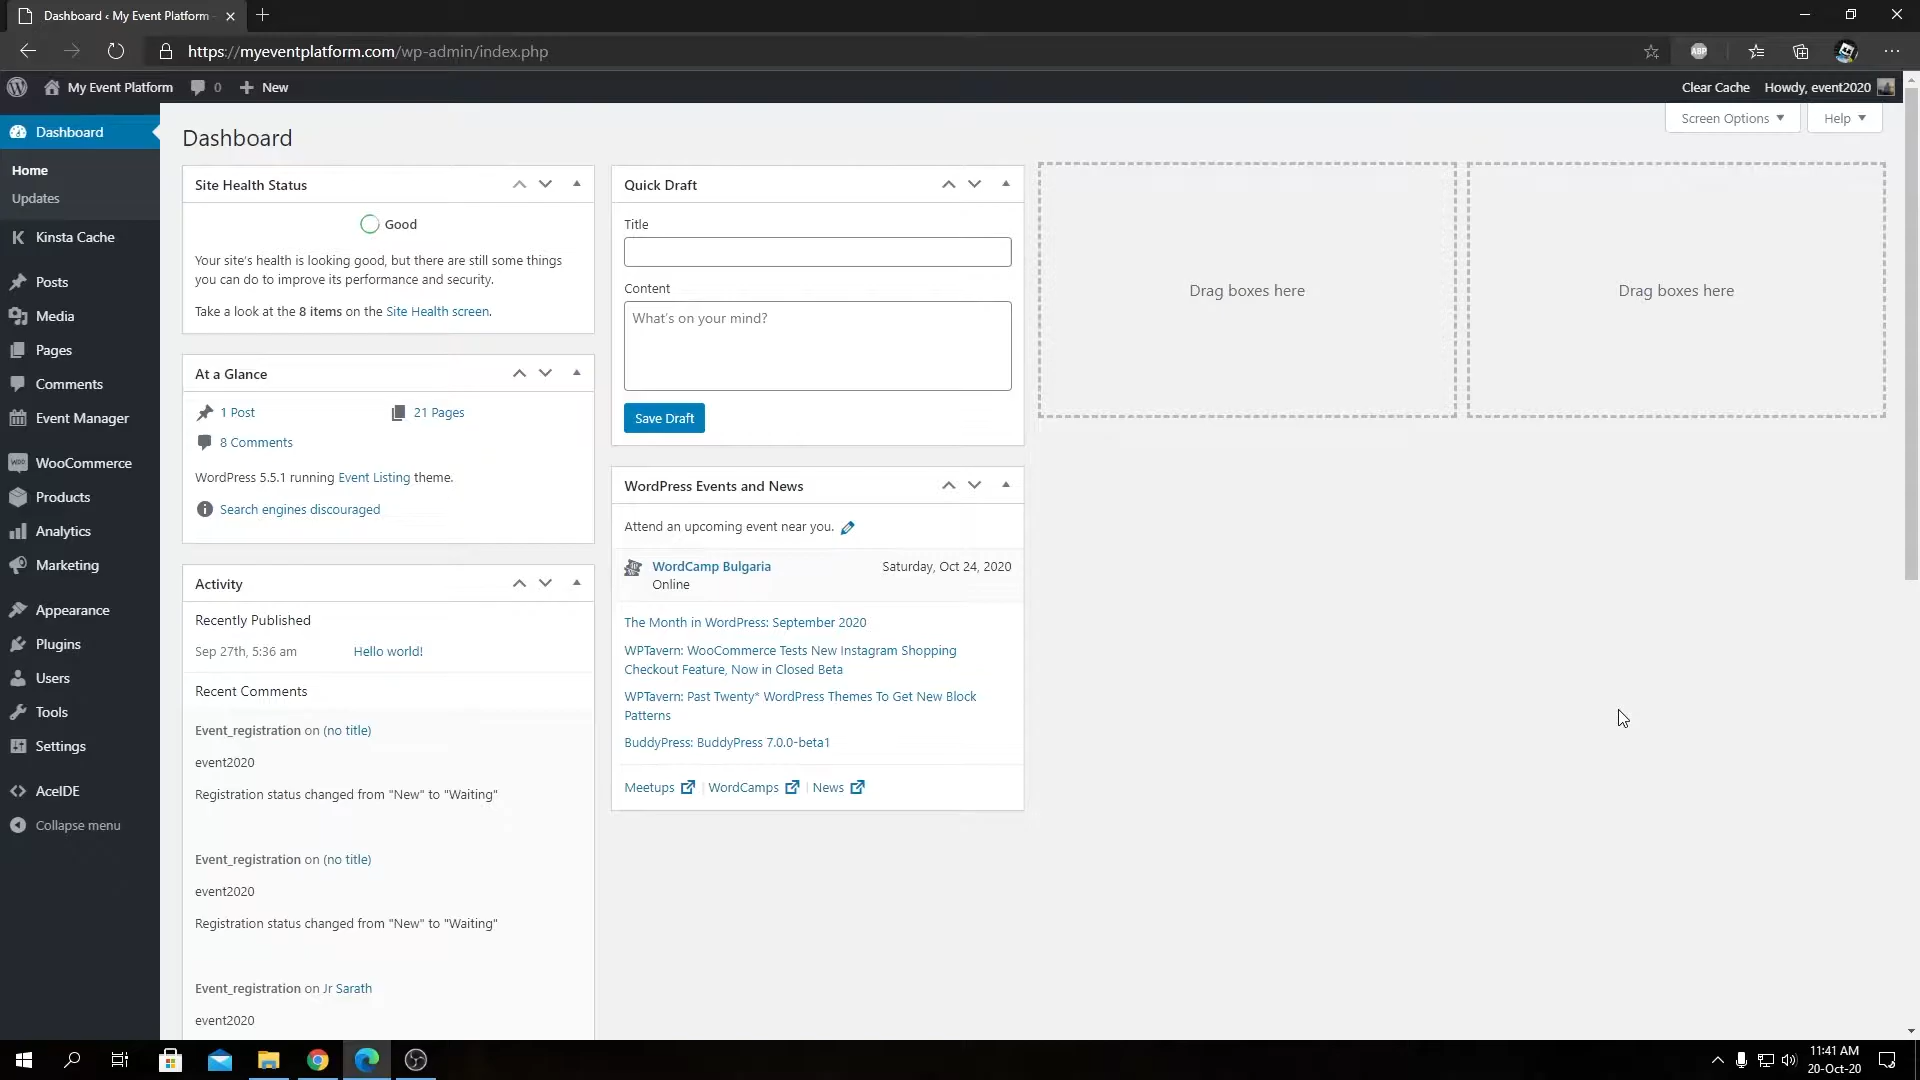 Dashboard ‹ My Event Platform
https://myeventplatform.com/wp-admin/index.php
ABP
My Event Platform
0
New
Clear Cache
Howdy, event2020
Dashboard
Home
Updates
Kinsta Cache
Posts
Media
Pages
Comments
Event Manager
WooCommerce
Products
Analytics
Marketing
Appearance
Plugins
Users
Tools
Settings
AceIDE
Collapse menu
Screen Options
Help
Dashboard
Site Health Status
Good
Your site's health is looking good, but there are still some things
you can do to improve its performance and security.
Take a look at the 8 items on the Site Health screen.
At a Glance
1 Post
21 Pages
8 Comments
WordPress 5.5.1 running Event Listing theme.
Search engines discouraged
Activity
Recently Published
Sep 27th, 5:36 am
Hello world!
Recent Comments
Event_registration on (no title)
event2020
Registration status changed from "New" to "Waiting"
Event_registration on (no title)
event2020
Registration status changed from "New" to "Waiting"
Event_registration on Jr Sarath
event2020
Quick Draft
Title
Content
What's on your mind?
Save Draft
WordPress Events and News
Attend an upcoming event near you.
WordCamp Bulgaria
Saturday, Oct 24, 2020
Online
The Month in WordPress: September 2020
WPTavern: WooCommerce Tests New Instagram Shopping
Checkout Feature, Now in Closed Beta
WPTavern: Past Twenty* WordPress Themes To Get New Block
Patterns
BuddyPress: BuddyPress 7.0.0-beta1
Meetups | WordCamps | News
Drag boxes here
Drag boxes here
11:41 AM
20-Oct-20